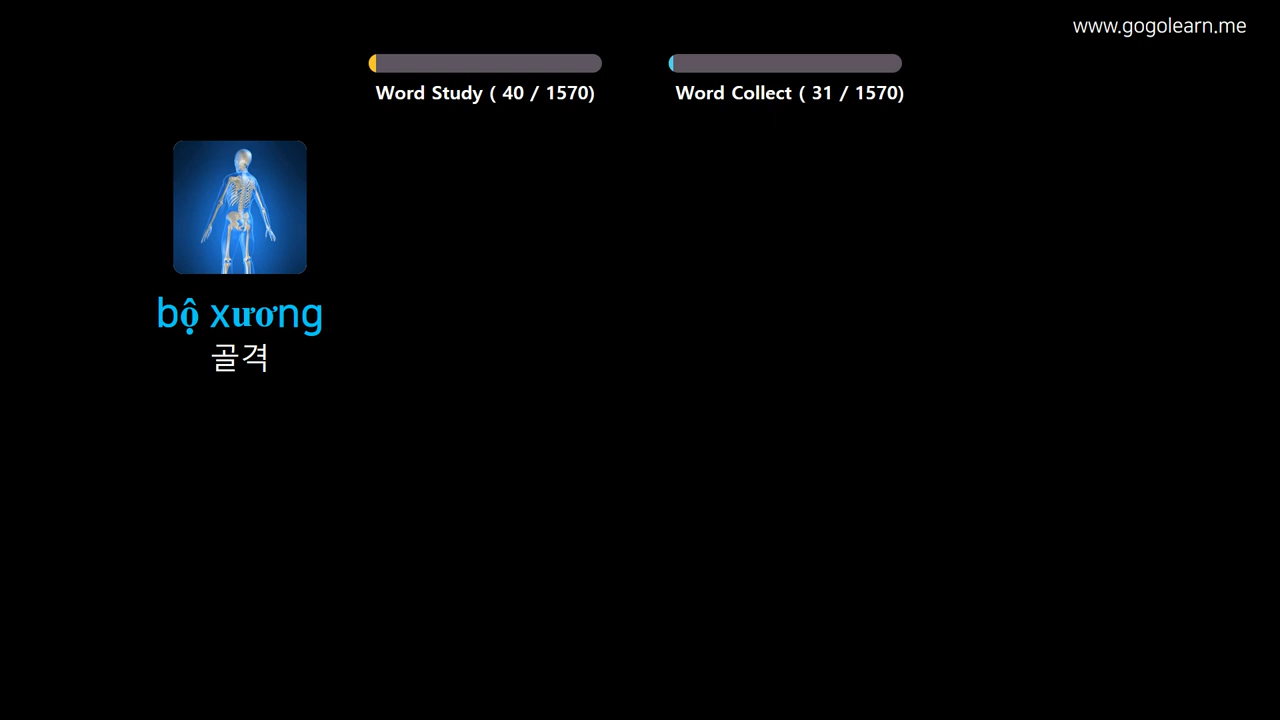 www.gogolearn.me
Word Study ( 40 / 1570)
Word Collect ( 31 / 1570)
bộ xương
골격